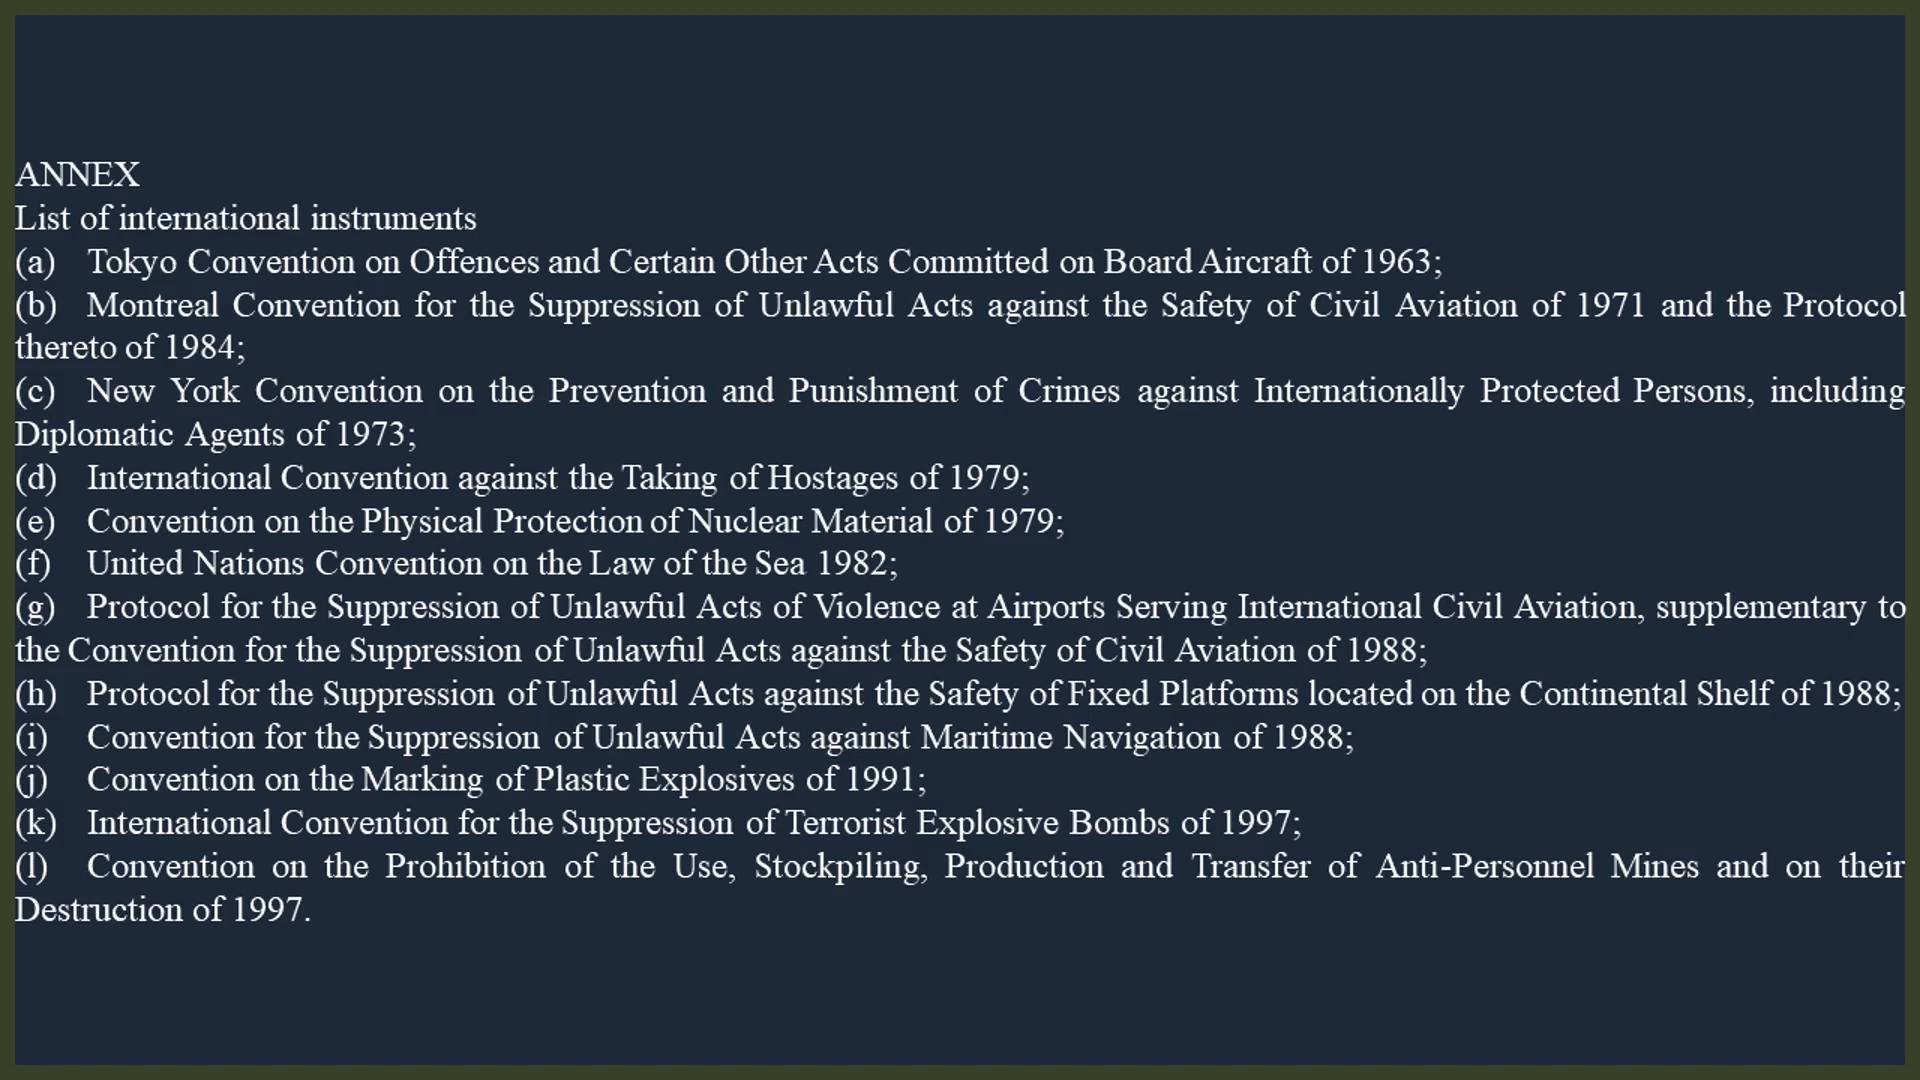 ANNEX
List of international instruments
(a) Tokyo Convention on Offences and Certain Other Acts Committed on Board Aircraft of 1963;
(b) Montreal Convention for the Suppression of Unlawful Acts against the Safety of Civil Aviation of 1971 and the Protocol
thereto of 1984;
(c) New York Convention on the Prevention and Punishment of Crimes against Internationally Protected Persons, including
Diplomatic Agents of 1973;
(d) International Convention against the Taking of Hostages of 1979;
(e) Convention on the Physical Protection of Nuclear Material of 1979;
(f) United Nations Convention on the Law of the Sea 1982;
(g) Protocol for the Suppression of Unlawful Acts of Violence at Airports Serving International Civil Aviation, supplementary to
the Convention for the Suppression of Unlawful Acts against the Safety of Civil Aviation of 1988;
(h) Protocol for the Suppression of Unlawful Acts against the Safety of Fixed Platforms located on the Continental Shelf of 1988;
(i) Convention for the Suppression of Unlawful Acts against Maritime Navigation of 1988;
(j) Convention on the Marking of Plastic Explosives of 1991;
(k) International Convention for the Suppression of Terrorist Explosive Bombs of 1997;
(l) Convention on the Prohibition of the Use, Stockpiling, Production and Transfer of Anti-Personnel Mines and on their
Destruction of 1997.